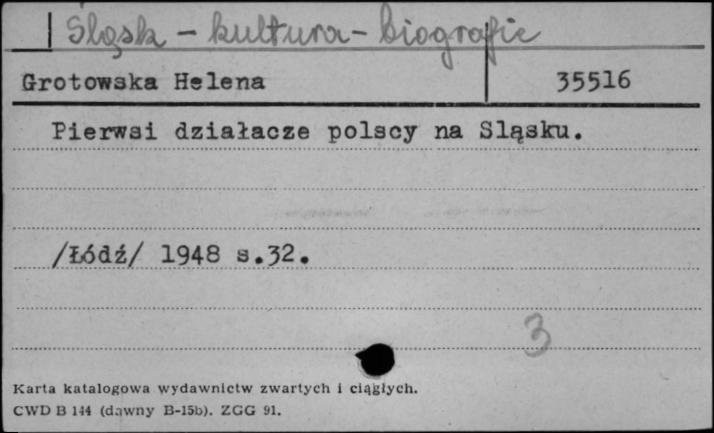 Śląsk - kultura - biografie
Grotowska Helena 35516
Pierwsi działacze polscy na Sląsku.
/Łódź/ 1948 s.32.
3
Karta katalogowa wydawnictw zwartych i ciągłych.
CWD B 144 (dawny B-15b). ZGG 91.